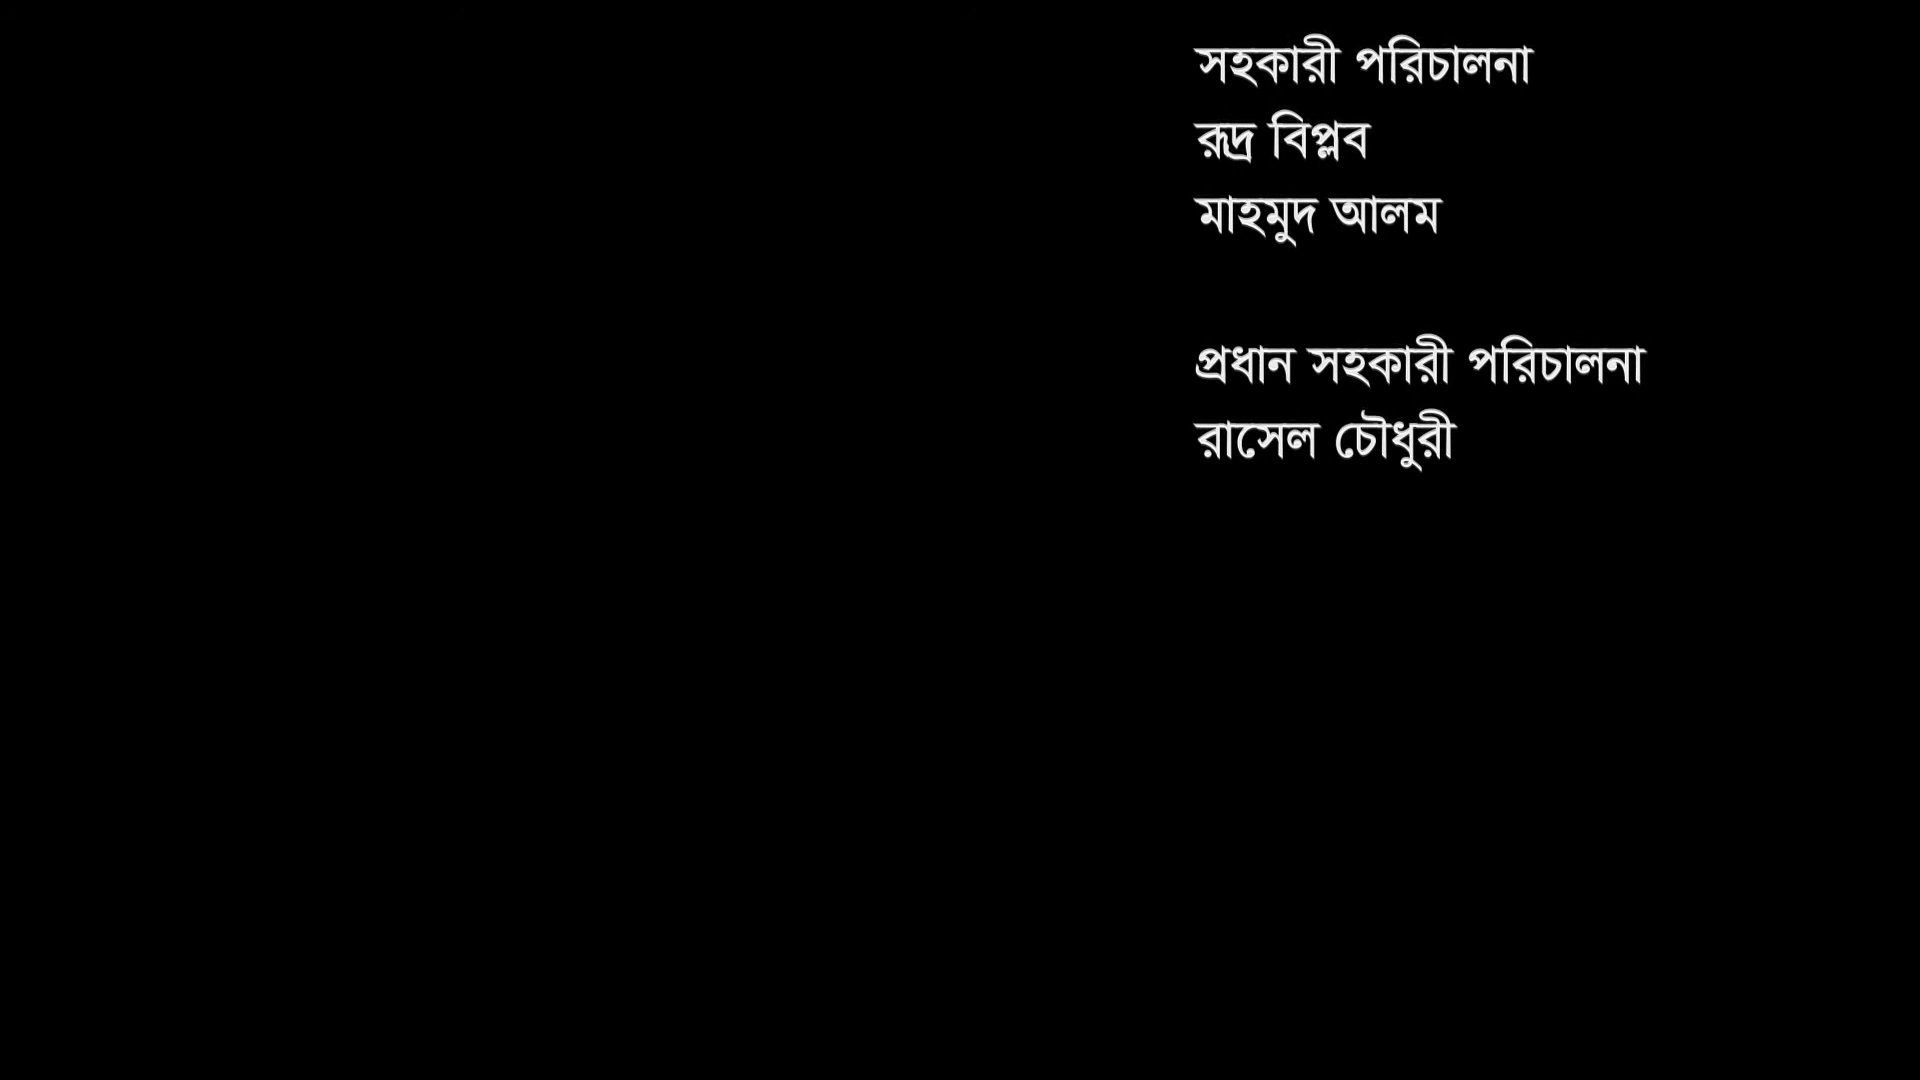 সহকারী পরিচালনা
রূদ্র বিপ্লব
মাহমুদ আলম
প্রধান সহকারী পরিচালনা
রাসেল চৌধুরী